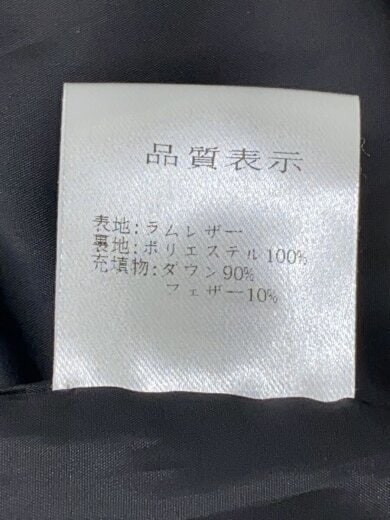 品質表示
表地:ラムレザー
裏地:ポリエステル100%
充填物:ダウン90%
フェザー10%